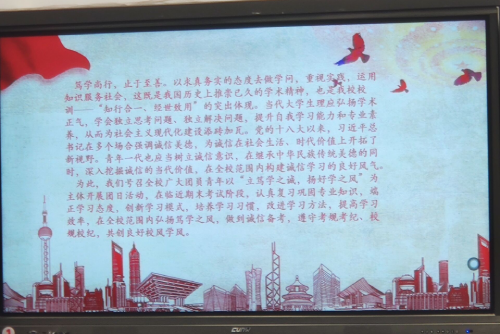 笃学尚行，止于至善。以求真务实的态度去做学问，重视实践、运用
知识服务社会，这既是我国历史上推崇已久的学术精神，也是我校校
训——“知行合一、经世致用”的突出体现。当代大学生理应弘扬学术
正气，学会独立思考问题、独立解决问题，提升自我学习能力和专业素
养，从而为社会主义现代化建设添砖加瓦。党的十八大以来，习近平总
书记在多个场合强调诚信美德，为诚信在社会生活、时代价值上开拓了
新视野。青年一代也应当树立诚信意识，在继承中华民族传统美德的同
时，深入挖掘诚信的当代价值，在全校范围内构建诚信学习的良好风气。
为此，我们号召全校广大团员青年以“立笃学之诚，杨好学之风”为
主体开展团日活动，在临近期末考试阶段，认真复习巩固专业知识，端
正学习态度，创新学习模式，培养学习习惯，改进学习方法，提高学习
效率，在全校范围内弘扬笃学之风，做到诚信备考，遵守考规考纪、校
规校纪，共创良好校风学风。